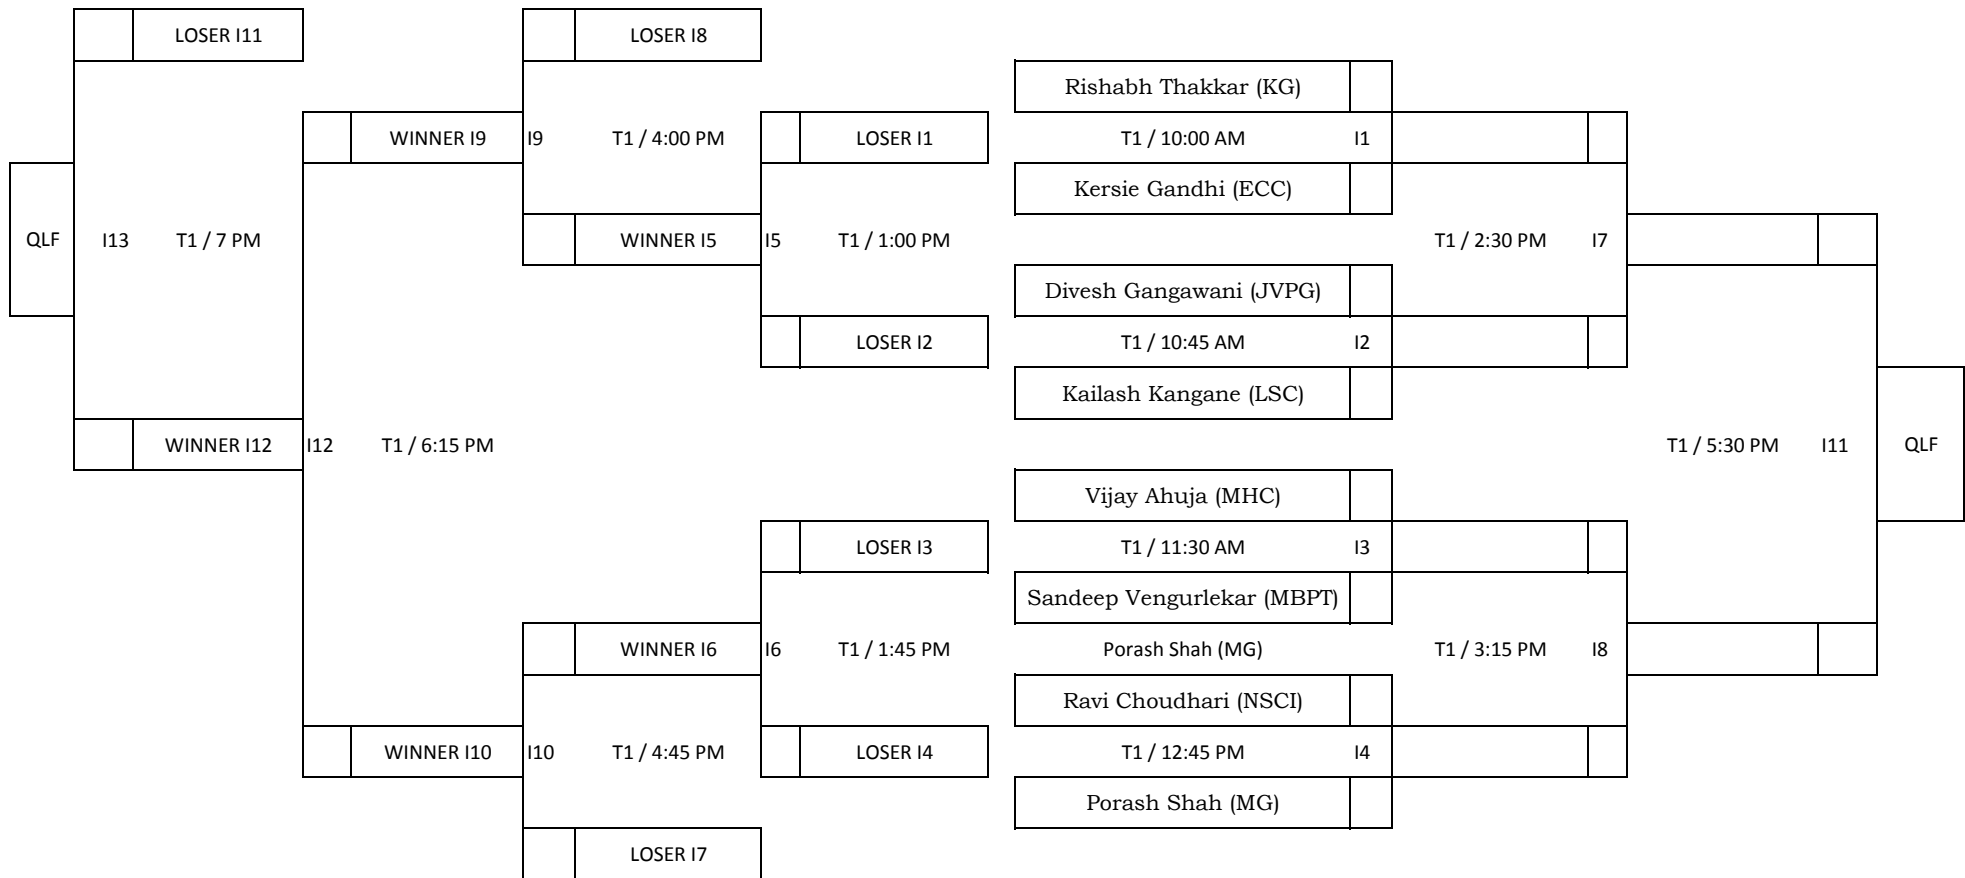 LOSER I11 LOSER I8
Rishabh Thakkar (KG)
WINNER I9 I9 T1 / 4:00 PM LOSER I1 T1 / 10:00 AM I1
Kersie Gandhi (ECC)
QLF I13 T1 / 7 PM WINNER I5 I5 T1 / 1:00 PM T1 / 2:30 PM I7
Divesh Gangawani (JVPG)
LOSER I2 T1 / 10:45 AM I2
Kailash Kangane (LSC)
WINNER I12 I12 T1 / 6:15 PM T1 / 5:30 PM I11 QLF
Vijay Ahuja (MHC)
LOSER I3 T1 / 11:30 AM I3
Sandeep Vengurlekar (MBPT)
WINNER I6 I6 T1 / 1:45 PM Porash Shah (MG) T1 / 3:15 PM I8
Ravi Choudhari (NSCI)
WINNER I10 I10 T1 / 4:45 PM LOSER I4 T1 / 12:45 PM I4
Porash Shah (MG)
LOSER I7